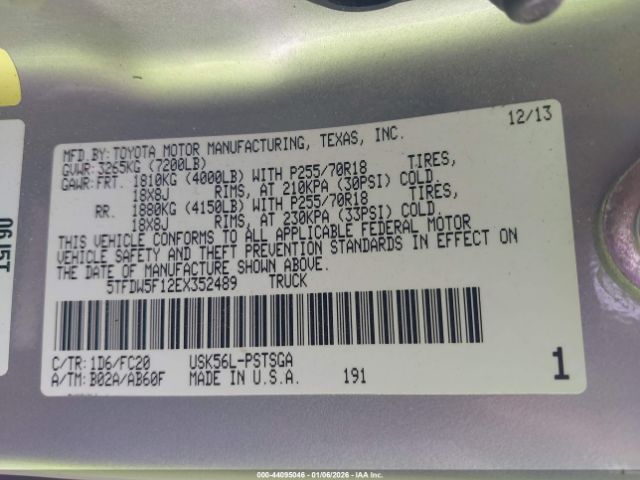 12/13
MFD.BY:TOYOTA MOTOR MANUFACTURING, TEXAS, INC.
GVWR:3265KG (7200LB)
GAWR:FRT. 1810KG (4000LB) WITH P255/70R18 TIRES,
18X8J RIMS, AT 210KPA (30PSI) COLD.
RR. 1880KG (4150LB) WITH P255/70R18 TIRES,
18X8J RIMS, AT 230KPA (33PSI) COLD.
THIS VEHICLE CONFORMS TO ALL APPLICABLE FEDERAL MOTOR
VEHICLE SAFETY AND THEFT PREVENTION STANDARDS IN EFFECT ON
THE DATE OF MANUFACTURE SHOWN ABOVE.
5TFDW5F12EX352489 TRUCK
C/TR:1D6/FC20 USK56L-PSTSGA
A/TM:B02A/AB60F MADE IN U.S.A. 191 1
000-44095046 - 01/06/2026 - IAA Inc.